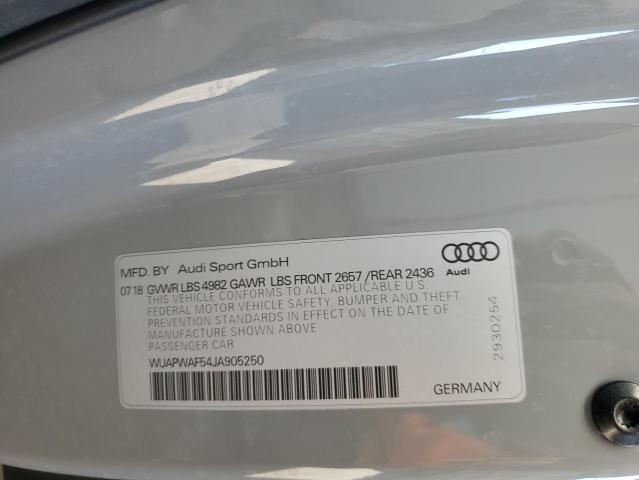 MFD. BY Audi Sport GmbH
07 18 GVWR LBS 4982 GAWR LBS FRONT 2657 /REAR 2436
Audi
THIS VEHICLE CONFORMS TO ALL APPLICABLE U.S
FEDERAL MOTOR VEHICLE SAFETY, BUMPER AND THEFT
PREVENTION STANDARDS IN EFFECT ON THE DATE OF
MANUFACTURE SHOWN ABOVE
PASSENGER CAR
WUAPWAF54JA905250
2930254
GERMANY